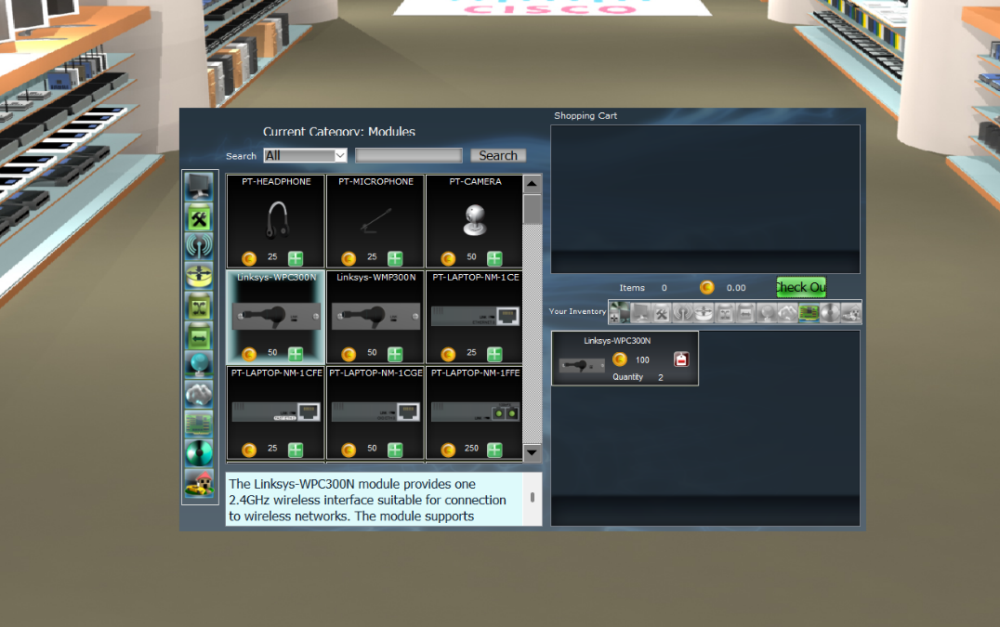 CISCO
Shopping Cart
Current Category: Modules
Search All Search
PT-HEADPHONE PT-MICROPHONE PT-CAMERA
25 25 50
Linksys-WPC300N Linksys-WMP300N PT-LAPTOP-NM-1CE
50 50 25
PT-LAPTOP-NM-1CFE PT-LAPTOP-NM-1CGE PT-LAPTOP-NM-1FFE
25 50 250
The Linksys-WPC300N module provides one
2.4GHz wireless interface suitable for connection
to wireless networks. The module supports
Items 0 0.00 Check Ou
Your Inventory
Linksys-WPC300N
100
Quantity 2